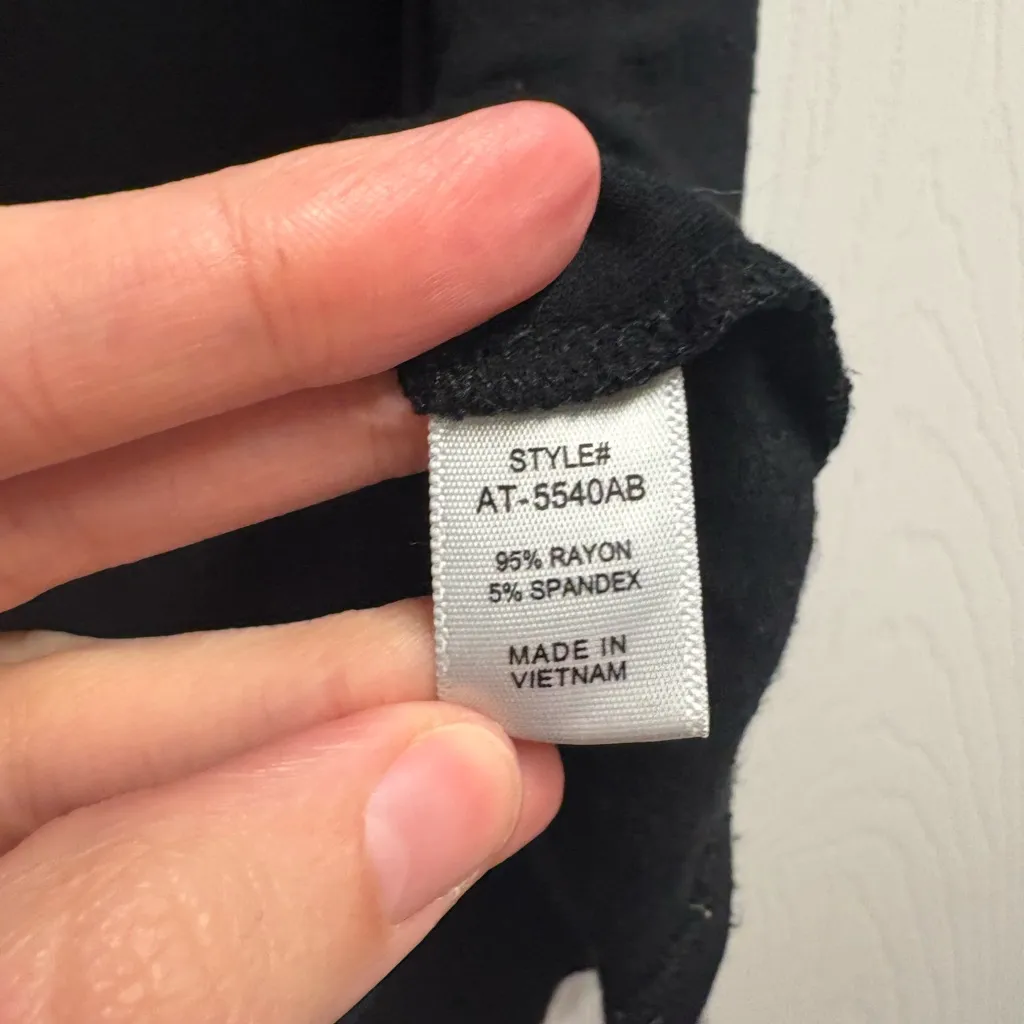 STYLE#
AT-5540AB
95% RAYON
5% SPANDEX
MADE IN
VIETNAM